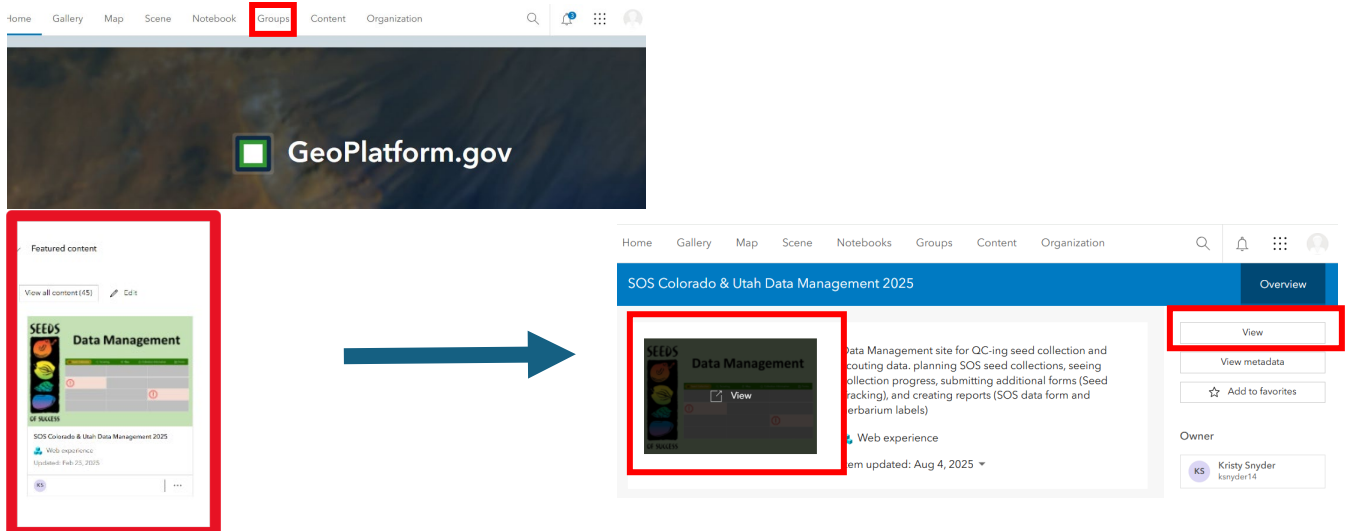 Home Gallery Map Scene Notebook Groups Content Organization
3
GeoPlatform.gov
Featured content
View all content (45) Edit
SEEDS
Data Management
OF SUCCESS
SOS Colorado & Utah Data Management 2025
Web experience
Updated: Feb 25, 2025
KS
Home Gallery Map Scene Notebooks Groups Content Organization
SOS Colorado & Utah Data Management 2025
Overview
SEEDS
Data Management
View
OF SUCCESS
Data Management site for QC-ing seed collection and
scouting data. planning SOS seed collections, seeing
collection progress, submitting additional forms (Seed
Tracking), and creating reports (SOS data form and
herbarium labels)
Web experience
Item updated: Aug 4, 2025
View
View metadata
Add to favorites
Owner
KS
Kristy Snyder
ksnyder14